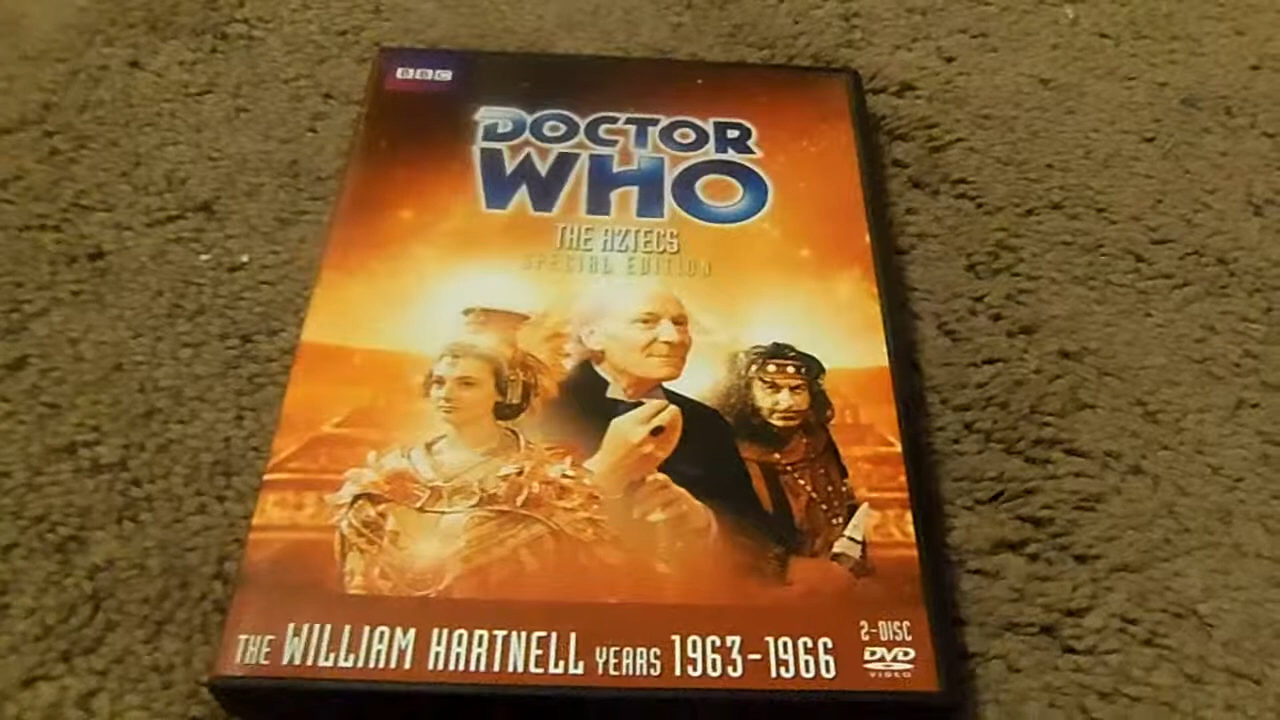 BBC
DOCTOR
WHO
THE AZTECS
SPECIAL EDITION
THE WILLIAM HARTNELL YEARS 1963-1966
2-DISC
DVD
VIDEO